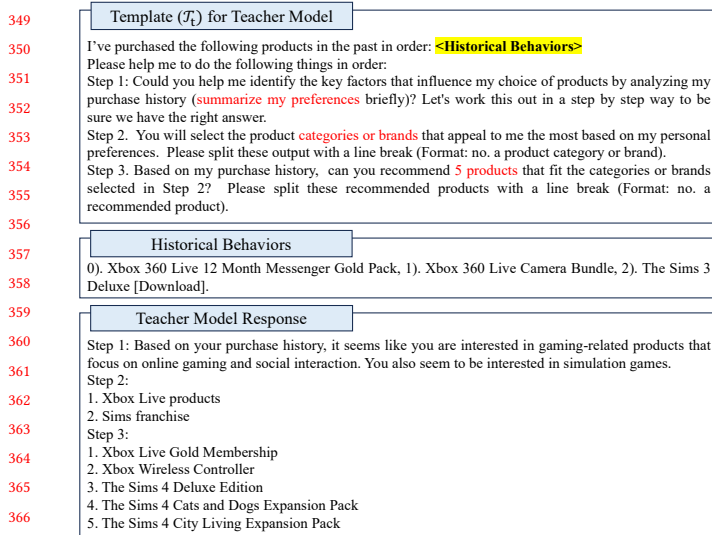 349
Template (𝒯t) for Teacher Model
350
I've purchased the following products in the past in order: <Historical Behaviors>
Please help me to do the following things in order:
351
Step 1: Could you help me identify the key factors that influence my choice of products by analyzing my
352
purchase history (summarize my preferences briefly)? Let's work this out in a step by step way to be
sure we have the right answer.
353
Step 2. You will select the product categories or brands that appeal to me the most based on my personal
preferences. Please split these output with a line break (Format: no. a product category or brand).
354
Step 3. Based on my purchase history, can you recommend 5 products that fit the categories or brands
355
selected in Step 2? Please split these recommended products with a line break (Format: no. a
recommended product).
356
357
Historical Behaviors
0). Xbox 360 Live 12 Month Messenger Gold Pack, 1). Xbox 360 Live Camera Bundle, 2). The Sims 3
358
Deluxe [Download].
359
Teacher Model Response
360
Step 1: Based on your purchase history, it seems like you are interested in gaming-related products that
361
focus on online gaming and social interaction. You also seem to be interested in simulation games.
Step 2:
362
1. Xbox Live products
363
2. Sims franchise
Step 3:
364
1. Xbox Live Gold Membership
2. Xbox Wireless Controller
365
3. The Sims 4 Deluxe Edition
4. The Sims 4 Cats and Dogs Expansion Pack
366
5. The Sims 4 City Living Expansion Pack